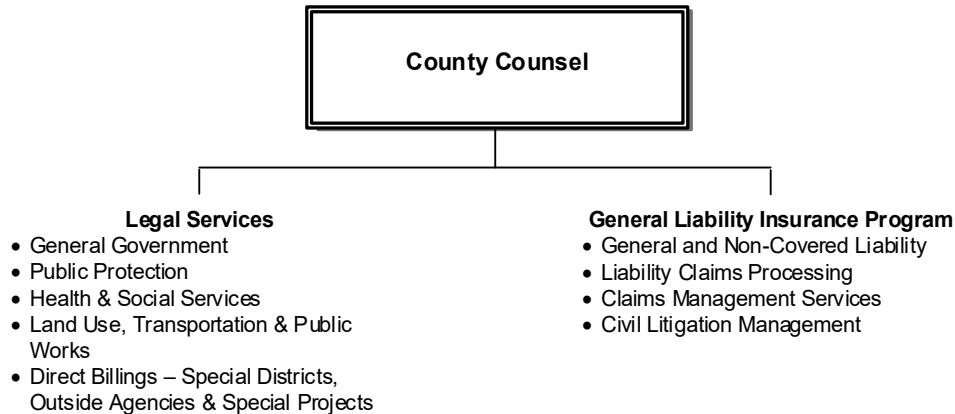 County Counsel
Legal Services
• General Government
• Public Protection
• Health & Social Services
• Land Use, Transportation & Public
Works
• Direct Billings – Special Districts,
Outside Agencies & Special Projects
General Liability Insurance Program
• General and Non-Covered Liability
• Liability Claims Processing
• Claims Management Services
• Civil Litigation Management